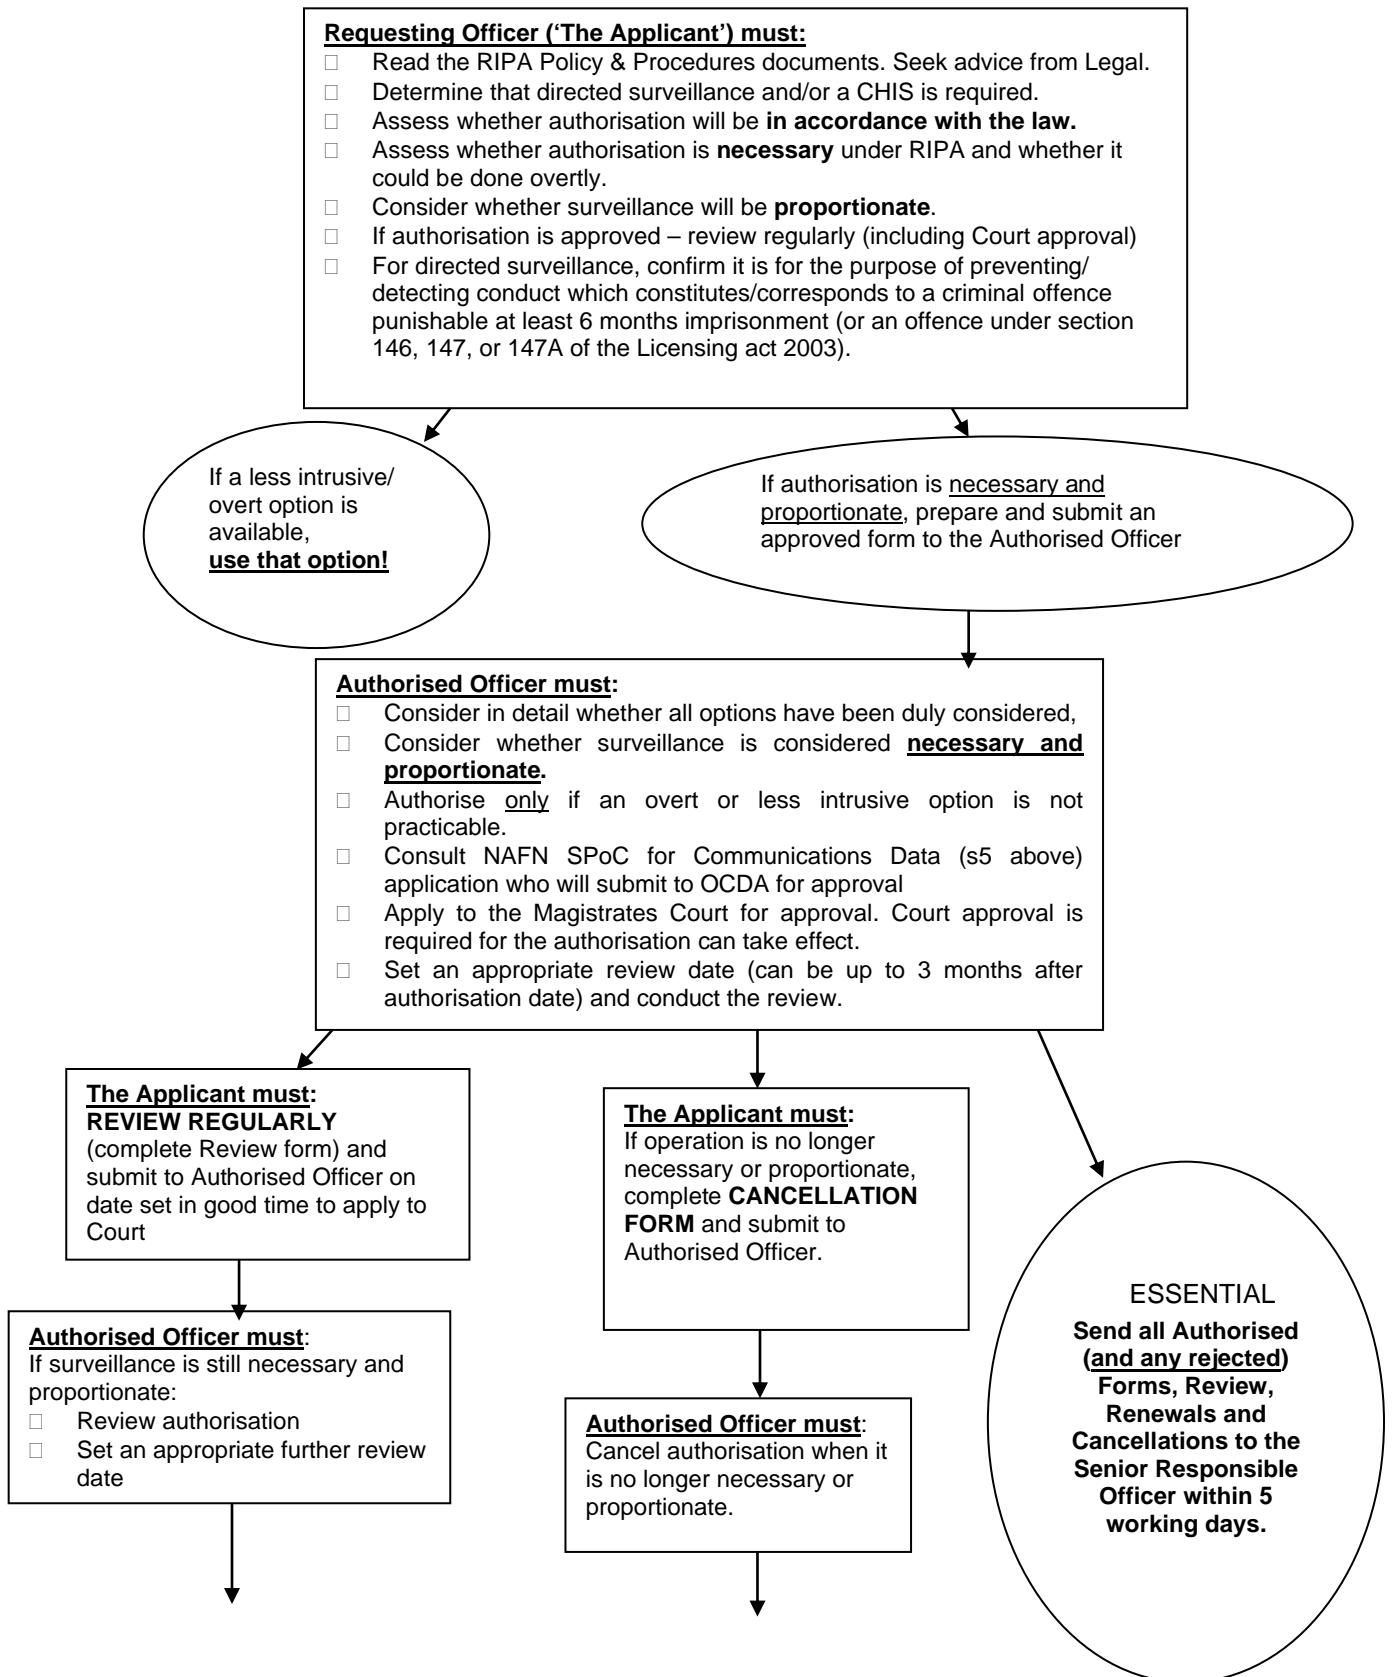 Requesting Officer (‘The Applicant’) must:
Read the RIPA Policy & Procedures documents. Seek advice from Legal.
Determine that directed surveillance and/or a CHIS is required.
Assess whether authorisation will be in accordance with the law.
Assess whether authorisation is necessary under RIPA and whether it
could be done overtly.
Consider whether surveillance will be proportionate.
If authorisation is approved – review regularly (including Court approval)
For directed surveillance, confirm it is for the purpose of preventing/
detecting conduct which constitutes/corresponds to a criminal offence
punishable at least 6 months imprisonment (or an offence under section
146, 147, or 147A of the Licensing act 2003).
If a less intrusive/
overt option is
available,
use that option!
If authorisation is necessary and
proportionate, prepare and submit an
approved form to the Authorised Officer
Authorised Officer must:
Consider in detail whether all options have been duly considered,
Consider whether surveillance is considered necessary and
proportionate.
Authorise only if an overt or less intrusive option is not
practicable.
Consult NAFN SPoC for Communications Data (s5 above)
application who will submit to OCDA for approval
Apply to the Magistrates Court for approval. Court approval is
required for the authorisation can take effect.
Set an appropriate review date (can be up to 3 months after
authorisation date) and conduct the review.
The Applicant must:
REVIEW REGULARLY
(complete Review form) and
submit to Authorised Officer on
date set in good time to apply to
Court
The Applicant must:
If operation is no longer
necessary or proportionate,
complete CANCELLATION
FORM and submit to
Authorised Officer.
Authorised Officer must:
If surveillance is still necessary and
proportionate:
Review authorisation
Set an appropriate further review
date
Authorised Officer must:
Cancel authorisation when it
is no longer necessary or
proportionate.
ESSENTIAL
Send all Authorised
(and any rejected)
Forms, Review,
Renewals and
Cancellations to the
Senior Responsible
Officer within 5
working days.